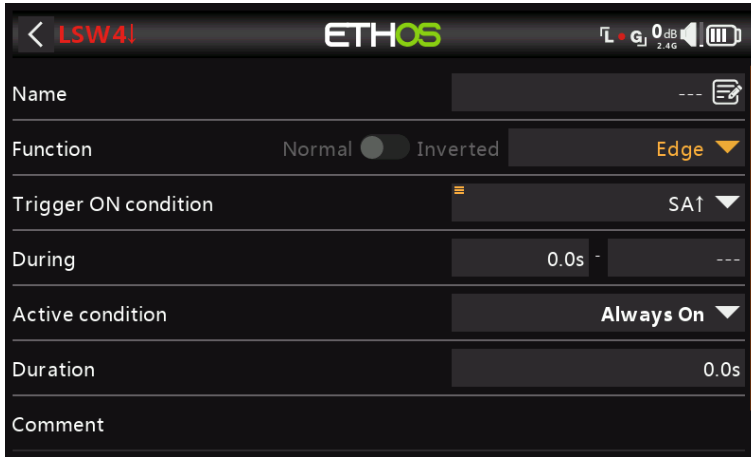 LSW4↓ ETHOS L G 0dB 2.4G
Name ---
Function Normal Inverted Edge
Trigger ON condition SA↑
During 0.0s - ---
Active condition Always On
Duration 0.0s
Comment